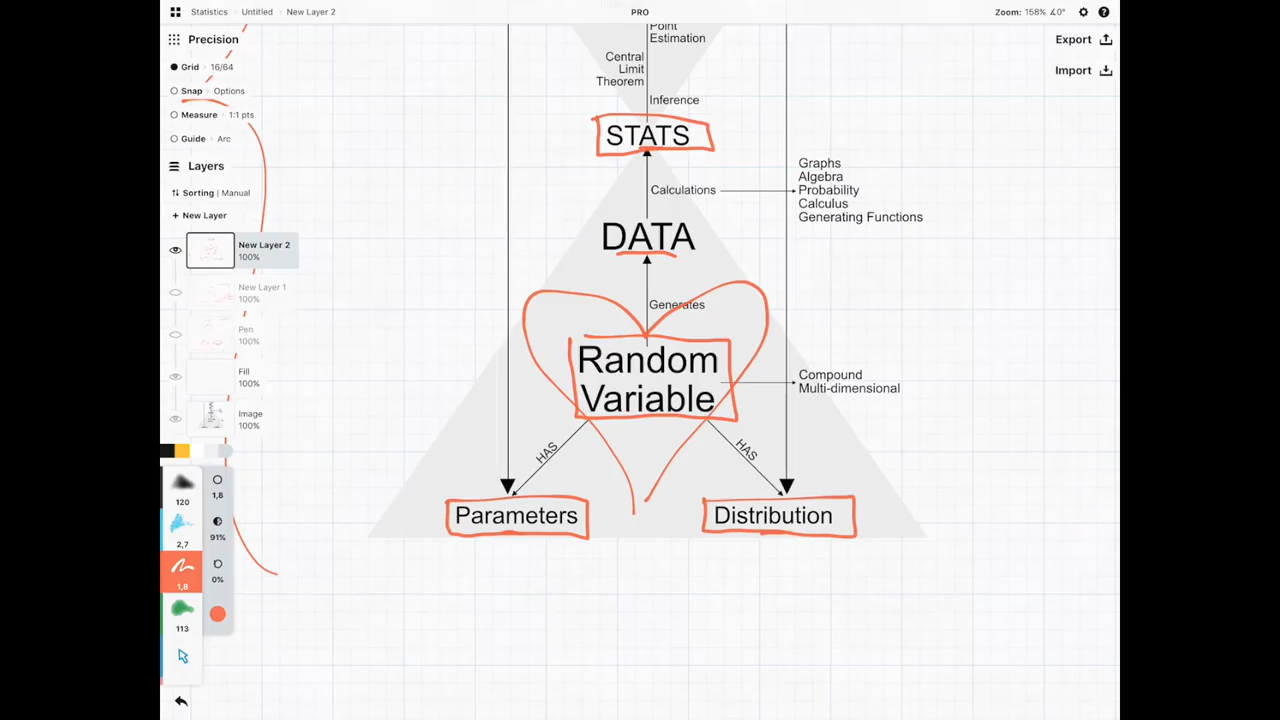 Statistics › Untitled › New Layer 2
PRO
Zoom: 158% ∡0°
Precision
Grid › 16/64
Snap › Options
Measure › 1:1 pts
Guide › Arc
Layers
Sorting | Manual
+ New Layer
New Layer 2
100%
New Layer 1
100%
Pen
100%
Fill
100%
Image
100%
120
2,7
1,8
113
1,8
91%
0%
Export
Import
Point
Estimation
Central
Limit
Theorem
Inference
STATS
Calculations
Graphs
Algebra
Probability
Calculus
Generating Functions
DATA
Generates
Random
Variable
Compound
Multi-dimensional
HAS
HAS
Parameters
Distribution